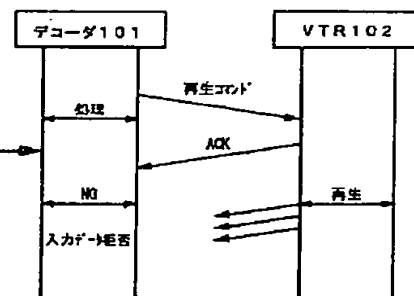 デコーダ101
VTR102
再生コマンド
処理
ACK
NG
再生
入力データ拒否